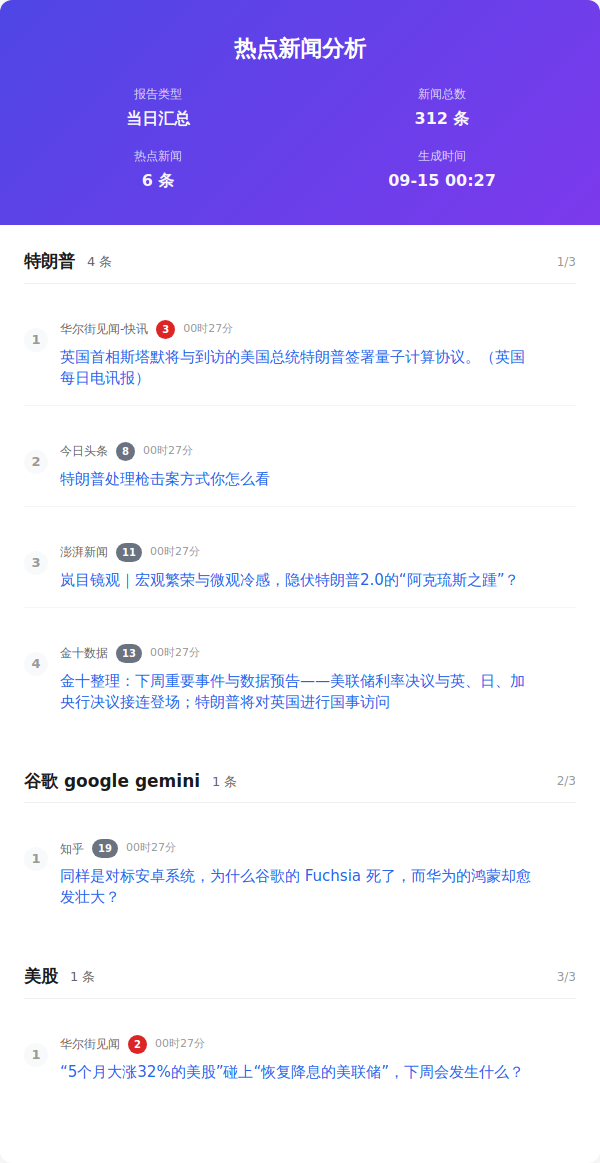 热点新闻分析
报告类型
新闻总数
当日汇总
312 条
热点新闻
生成时间
6 条
09-15 00:27
特朗普 4 条 1/3
1
华尔街见闻-快讯 3 00时27分
英国首相斯塔默将与到访的美国总统特朗普签署量子计算协议。（英国
每日电讯报）
2
今日头条 8 00时27分
特朗普处理枪击案方式你怎么看
3
澎湃新闻 11 00时27分
岚目镜观｜宏观繁荣与微观冷感，隐伏特朗普2.0的“阿克琉斯之踵”？
4
金十数据 13 00时27分
金十整理：下周重要事件与数据预告——美联储利率决议与英、日、加
央行决议接连登场；特朗普将对英国进行国事访问
谷歌 google gemini 1 条 2/3
1
知乎 19 00时27分
同样是对标安卓系统，为什么谷歌的 Fuchsia 死了，而华为的鸿蒙却愈
发壮大？
美股 1 条 3/3
1
华尔街见闻 2 00时27分
“5个月大涨32%的美股”碰上“恢复降息的美联储”，下周会发生什么？